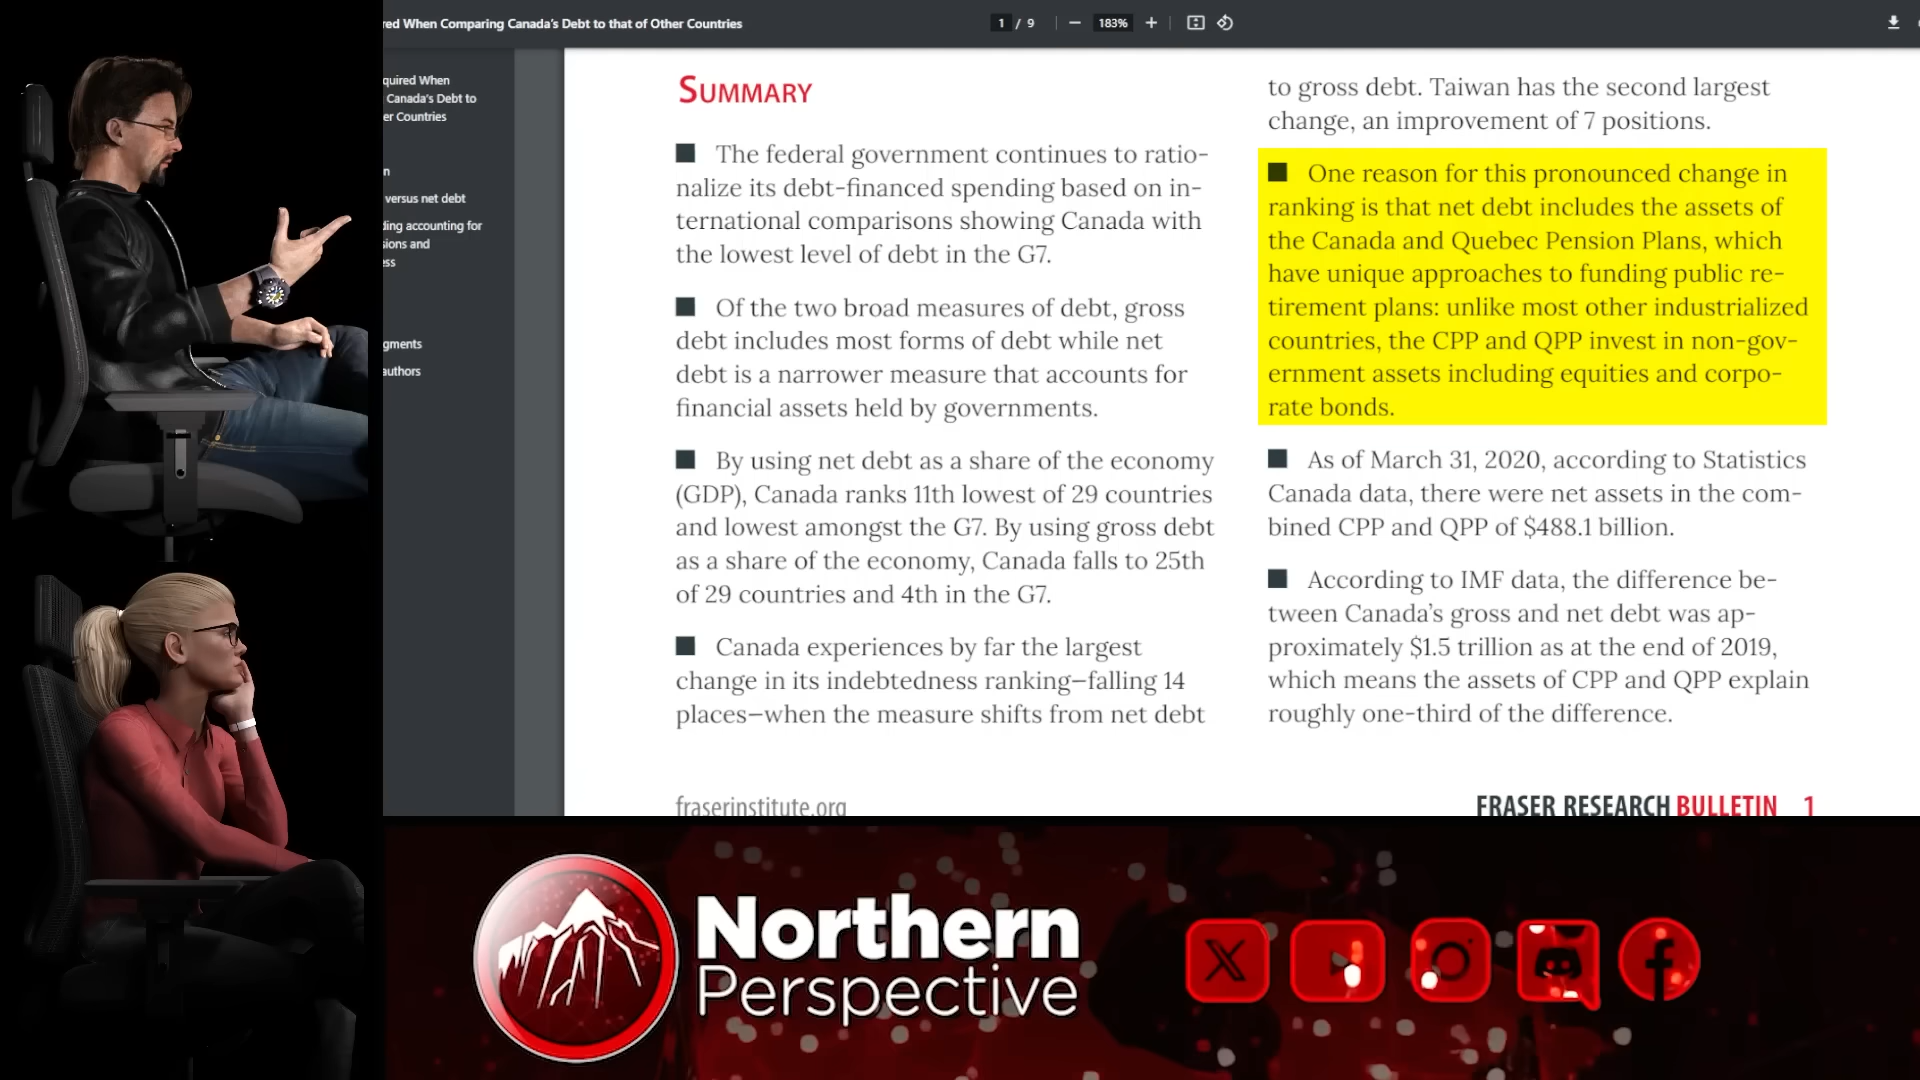 red When Comparing Canada's Debt to that of Other Countries
1 / 9
183%
quired When
Canada's Debt to
er Countries
n
versus net debt
ding accounting for
sions and
ss
gments
authors
SUMMARY
■ The federal government continues to ratio-
nalize its debt-financed spending based on in-
ternational comparisons showing Canada with
the lowest level of debt in the G7.
■ Of the two broad measures of debt, gross
debt includes most forms of debt while net
debt is a narrower measure that accounts for
financial assets held by governments.
■ By using net debt as a share of the economy
(GDP), Canada ranks 11th lowest of 29 countries
and lowest amongst the G7. By using gross debt
as a share of the economy, Canada falls to 25th
of 29 countries and 4th in the G7.
■ Canada experiences by far the largest
change in its indebtedness ranking—falling 14
places—when the measure shifts from net debt
to gross debt. Taiwan has the second largest
change, an improvement of 7 positions.
■ One reason for this pronounced change in
ranking is that net debt includes the assets of
the Canada and Quebec Pension Plans, which
have unique approaches to funding public re-
tirement plans: unlike most other industrialized
countries, the CPP and QPP invest in non-gov-
ernment assets including equities and corpo-
rate bonds.
■ As of March 31, 2020, according to Statistics
Canada data, there were net assets in the com-
bined CPP and QPP of $488.1 billion.
■ According to IMF data, the difference be-
tween Canada's gross and net debt was ap-
proximately $1.5 trillion as at the end of 2019,
which means the assets of CPP and QPP explain
roughly one-third of the difference.
fraserinstitute.org
FRASER RESEARCH BULLETIN 1
Northern
Perspective